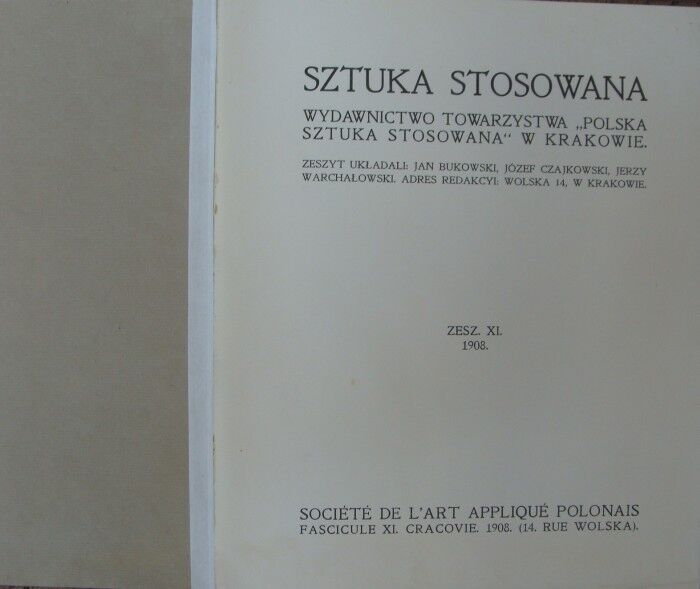 SZTUKA STOSOWANA
WYDAWNICTWO TOWARZYSTWA „POLSKA
SZTUKA STOSOWANA" W KRAKOWIE.
ZESZYT UKŁADALI: JAN BUKOWSKI, JÓZEF CZAJKOWSKI, JERZY
WARCHAŁOWSKI. ADRES REDAKCYI: WOLSKA 14, W KRAKOWIE.
ZESZ. XI.
1908.
SOCIÉTÉ DE L'ART APPLIQUÉ POLONAIS
FASCICULE XI. CRACOVIE. 1908. (14. RUE WOLSKA).